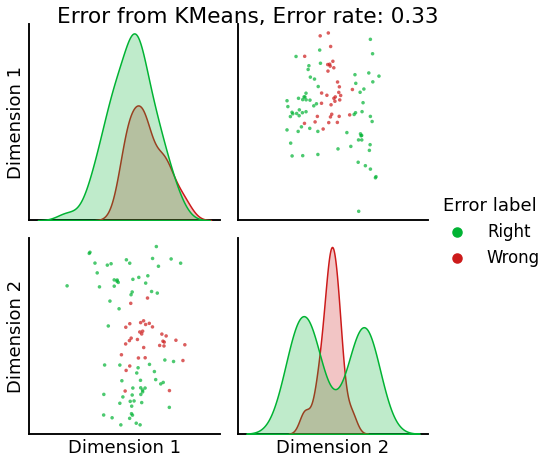 Error from KMeans, Error rate: 0.33
Dimension 1
Error label
Right
Wrong
Dimension 2
Dimension 1
Dimension 2